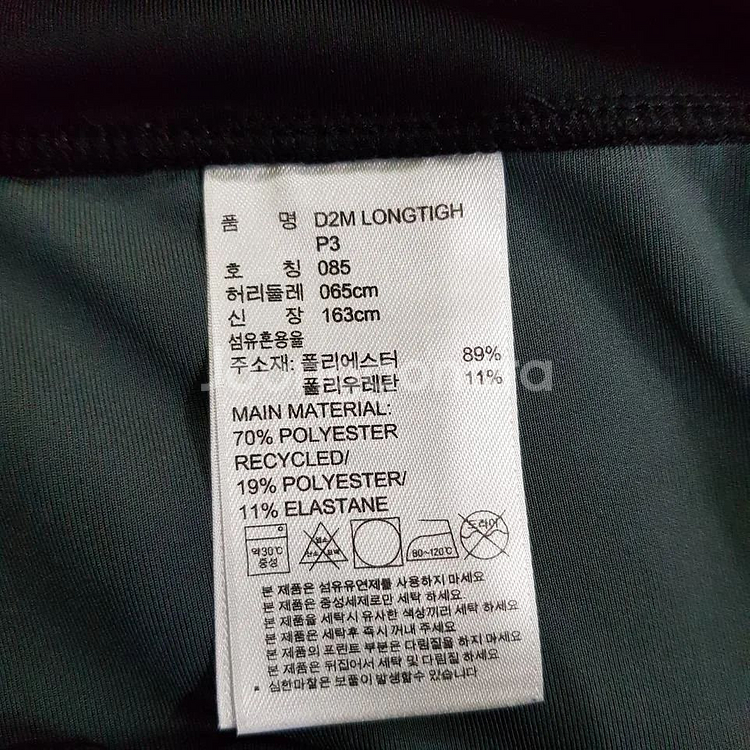 품 명 D2M LONGTIGH
P3
호 칭 085
허리둘레 065cm
신 장 163cm
섬유혼용율
주소재: 폴리에스터 89%
폴리우레탄 11%
MAIN MATERIAL:
70% POLYESTER
RECYCLED/
19% POLYESTER/
11% ELASTANE
약30℃
중성
염소
산소 표백
80~120℃
드라이
본 제품은 섬유유연제를 사용하지 마세요
본 제품은 중성세제로만 세탁 하세요.
본 제품을 세탁시 유사한 색상끼리 세탁 하세요
본 제품은 세탁후 즉시 꺼내 주세요
본 제품의 프린트 부분은 다림질을 하지 마세요
본 제품은 뒤집어서 세탁 및 다림질 하세요
* 심한마찰은 보풀이 발생할수 있습니다